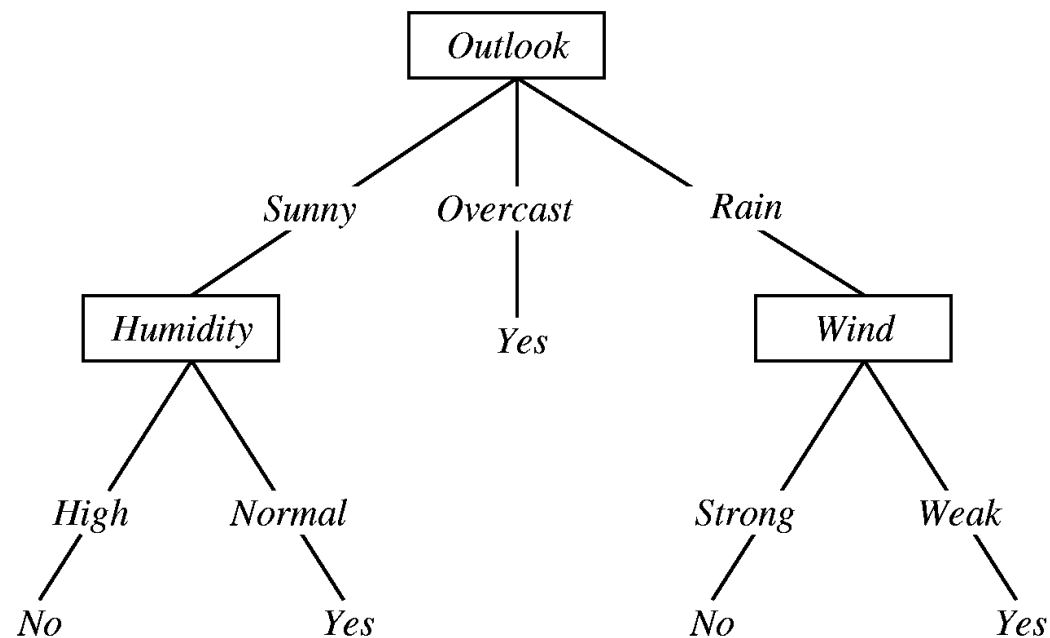 Outlook
Sunny Overcast Rain
Humidity Yes Wind
High Normal Strong Weak
No Yes No Yes